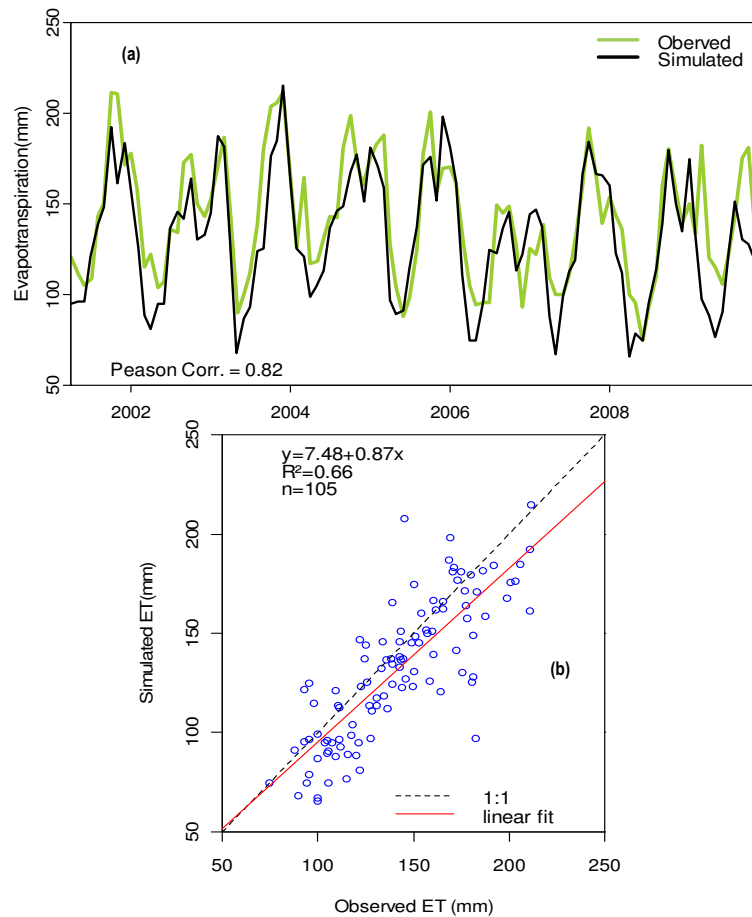 250
200
150
100
50
Evapotranspiration(mm)
(a)
Oberved
Simulated
Peason Corr. = 0.82
2002 2004 2006 2008
y=7.48+0.87x
R²=0.66
n=105
250
200
150
100
50
Simulated ET(mm)
(b)
1:1
linear fit
50 100 150 200 250
Observed ET (mm)